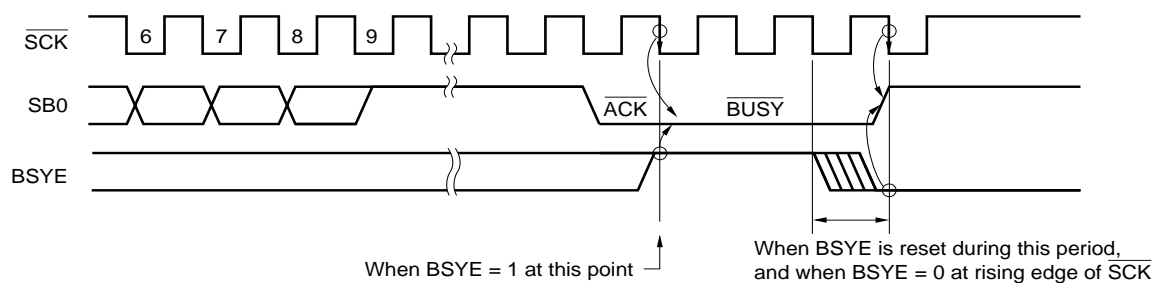 SCK
6 7 8 9
SB0
ACK
BUSY
BSYE
When BSYE = 1 at this point
When BSYE is reset during this period,
and when BSYE = 0 at rising edge of SCK